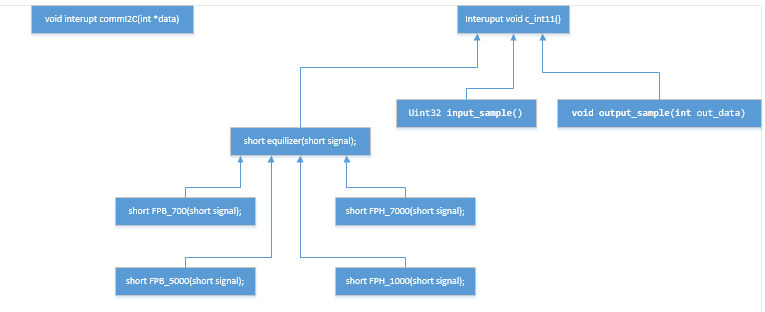 void interupt commI2C(int *data)
Interuput void c_int11()
Uint32 input_sample()
void output_sample(int out_data)
short equilizer(short signal);
short FPB_700(short signal);
short FPH_7000(short signal);
short FPB_5000(short signal);
short FPH_1000(short signal);